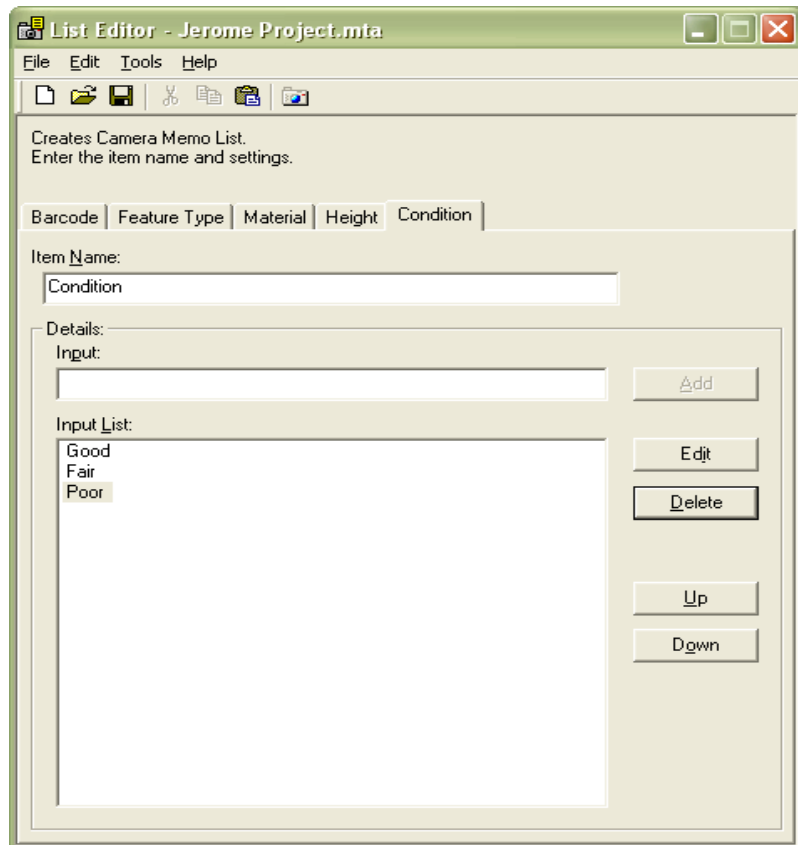 List Editor - Jerome Project.mta
File Edit Tools Help
Creates Camera Memo List.
Enter the item name and settings.
Barcode Feature Type Material Height Condition
Item Name:
Condition
Details:
Input:
Add
Input List:
Good
Fair
Poor
Edit
Delete
Up
Down